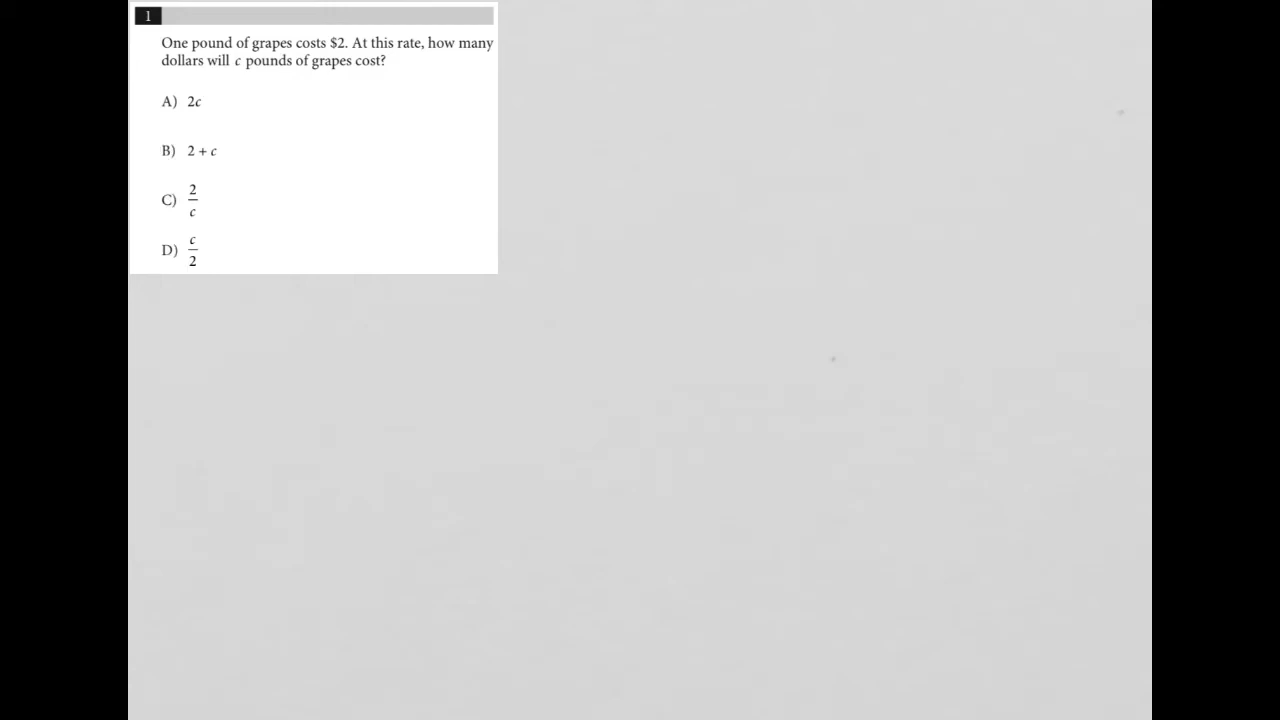 1
One pound of grapes costs $2. At this rate, how many
dollars will c pounds of grapes cost?
A) 2c
B) 2 + c
C) 2/c
D) c/2